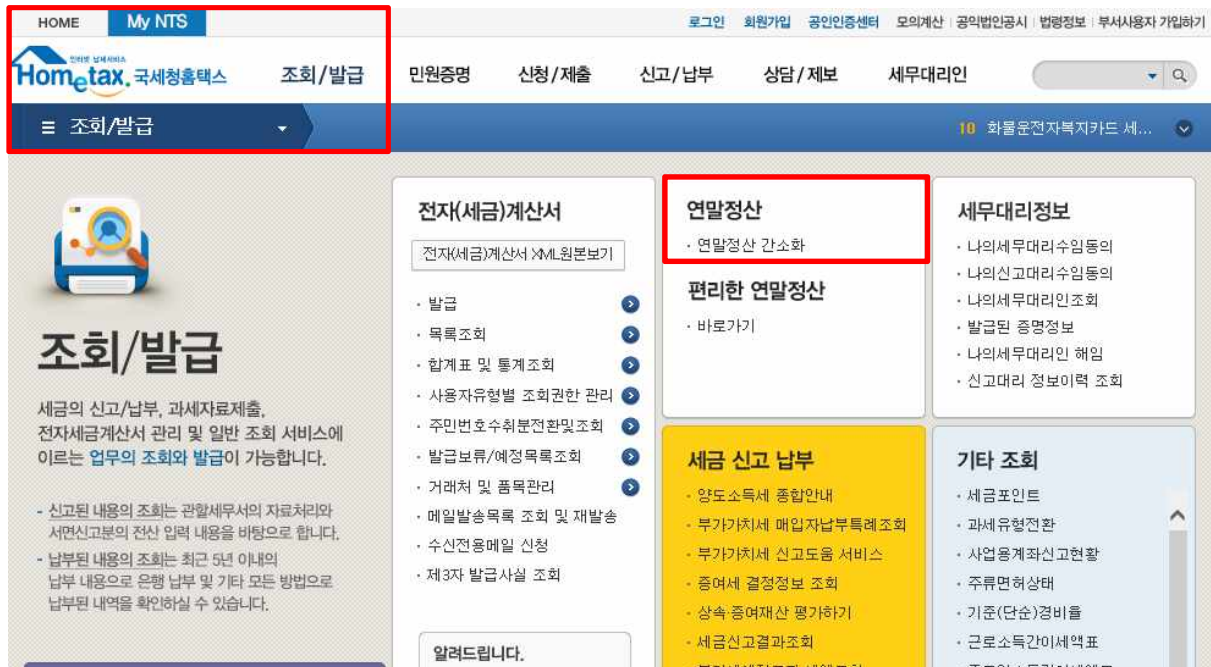 HOME
My NTS
로그인
회원가입
공인인증센터
모의계산
공익법인공시
법령정보
부서사용자 가입하기
인터넷 납세서비스
Hometax. 국세청홈택스
조회/발급
민원증명
신청/제출
신고/납부
상담/제보
세무대리인
조회/발급
10 화물운전자복지카드 세...
조회/발급
세금의 신고/납부, 과세자료제출,
전자세금계산서 관리 및 일반 조회 서비스에
이르는 업무의 조회와 발급이 가능합니다.
- 신고된 내용의 조회는 관할세무서의 자료처리와
서면신고분의 전산 입력 내용을 바탕으로 합니다.
- 납부된 내용의 조회는 최근 5년 이내의
납부 내용으로 은행 납부 및 기타 모든 방법으로
납부된 내역을 확인하실 수 있습니다.
전자(세금)계산서
전자(세금)계산서 XML원본보기
· 발급
· 목록조회
· 합계표 및 통계조회
· 사용자유형별 조회권한 관리
· 주민번호수취분전환및조회
· 발급보류/예정목록조회
· 거래처 및 품목관리
· 메일발송목록 조회 및 재발송
· 수신전용메일 신청
· 제3자 발급사실 조회
알려드립니다.
연말정산
· 연말정산 간소화
편리한 연말정산
· 바로가기
세금 신고 납부
· 양도소득세 종합안내
· 부가가치세 매입자납부특례조회
· 부가가치세 신고도움 서비스
· 증여세 결정정보 조회
· 상속·증여재산 평가하기
· 세금신고결과조회
세무대리정보
· 나의세무대리수임동의
· 나의신고대리수임동의
· 나의세무대리인조회
· 발급된 증명정보
· 나의세무대리인 해임
· 신고대리 정보이력 조회
기타 조회
· 세금포인트
· 과세유형전환
· 사업용계좌신고현황
· 주류면허상태
· 기준(단순)경비율
· 근로소득간이세액표